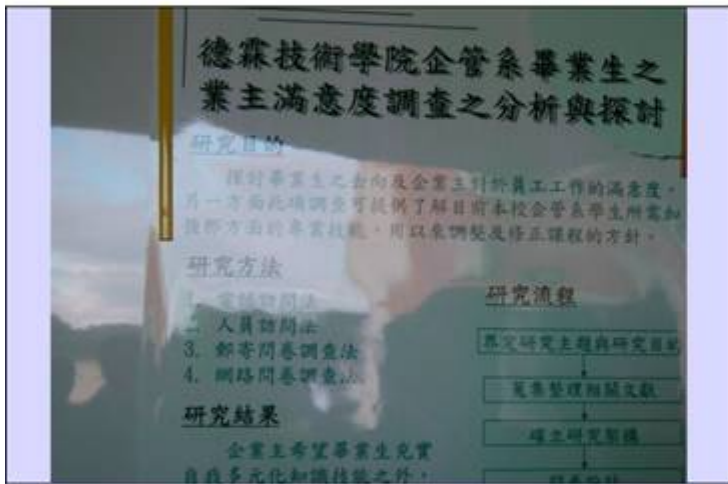 德霖技術學院企管系畢業生之
業主滿意度調查之分析與探討
研究目的
探討畢業生之去向及企業主對於員工工作的滿意度。
另一方面此項調查可提供了解目前本校企管系學生所需加
強那方面的專業技能，用以來調整及修正課程的方針。
研究方法
1. 電話訪問法
2. 人員訪問法
3. 郵寄問卷調查法
4. 網路問卷調查法
研究結果
企業主希望畢業生充實
自我多元化知識技能之外，
研究流程
界定研究主題與研究目的
蒐集整理相關文獻
確立研究架構